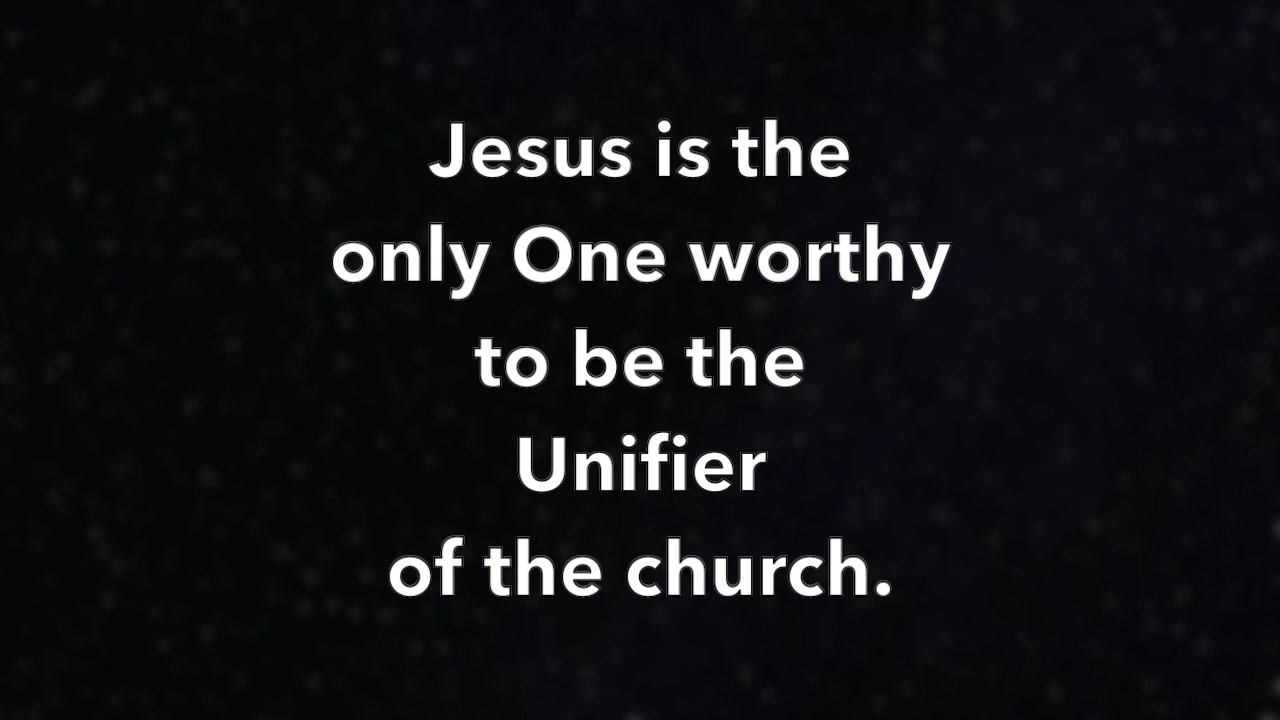 Jesus is the
only One worthy
to be the
Unifier
of the church.